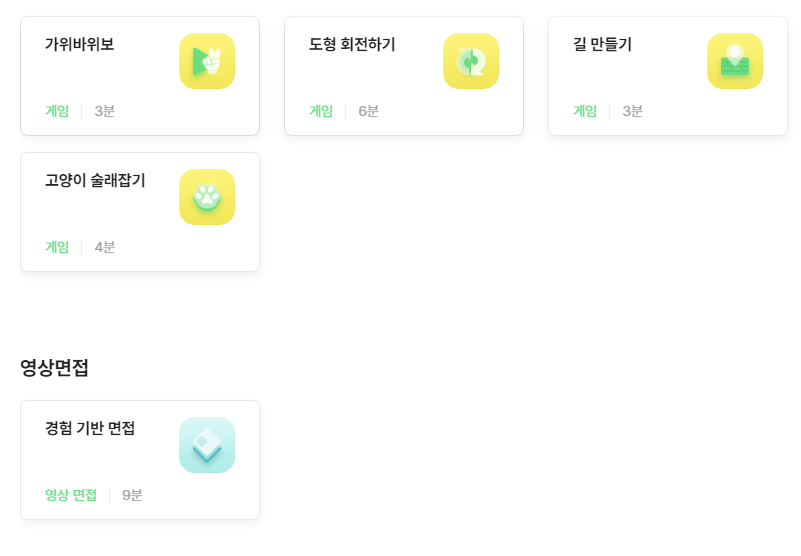 가위바위보
게임 3분
도형 회전하기
게임 6분
길 만들기
게임 3분
고양이 술래잡기
게임 4분
영상면접
경험 기반 면접
영상 면접 9분